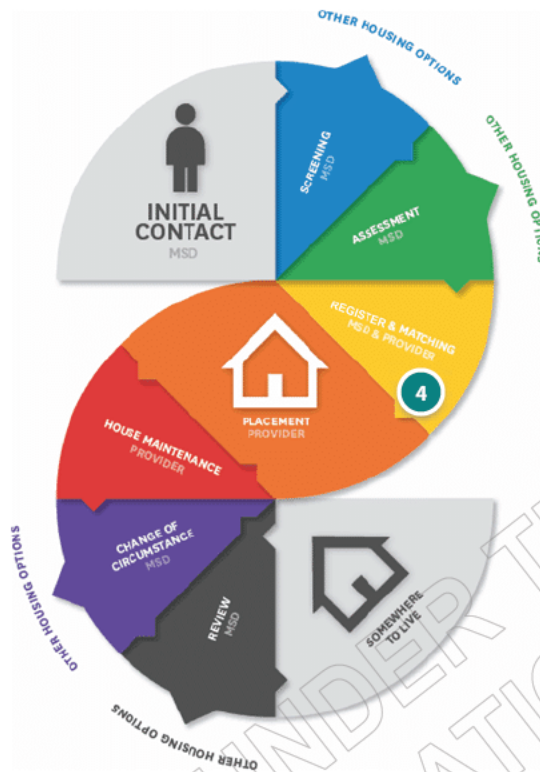 OTHER HOUSING OPTIONS
SCREENING
MSD
OTHER HOUSING OPTIONS
INITIAL
CONTACT
MSD
ASSESSMENT
MSD
REGISTER & MATCHING
MSD & PROVIDER
4
PLACEMENT
PROVIDER
HOUSE MAINTENANCE
PROVIDER
CHANGE OF
CIRCUMSTANCE
MSD
OTHER HOUSING OPTIONS
REVIEW
MSD
SOMEWHERE
TO LIVE
OTHER HOUSING OPTIONS
UNDER T
ATIO